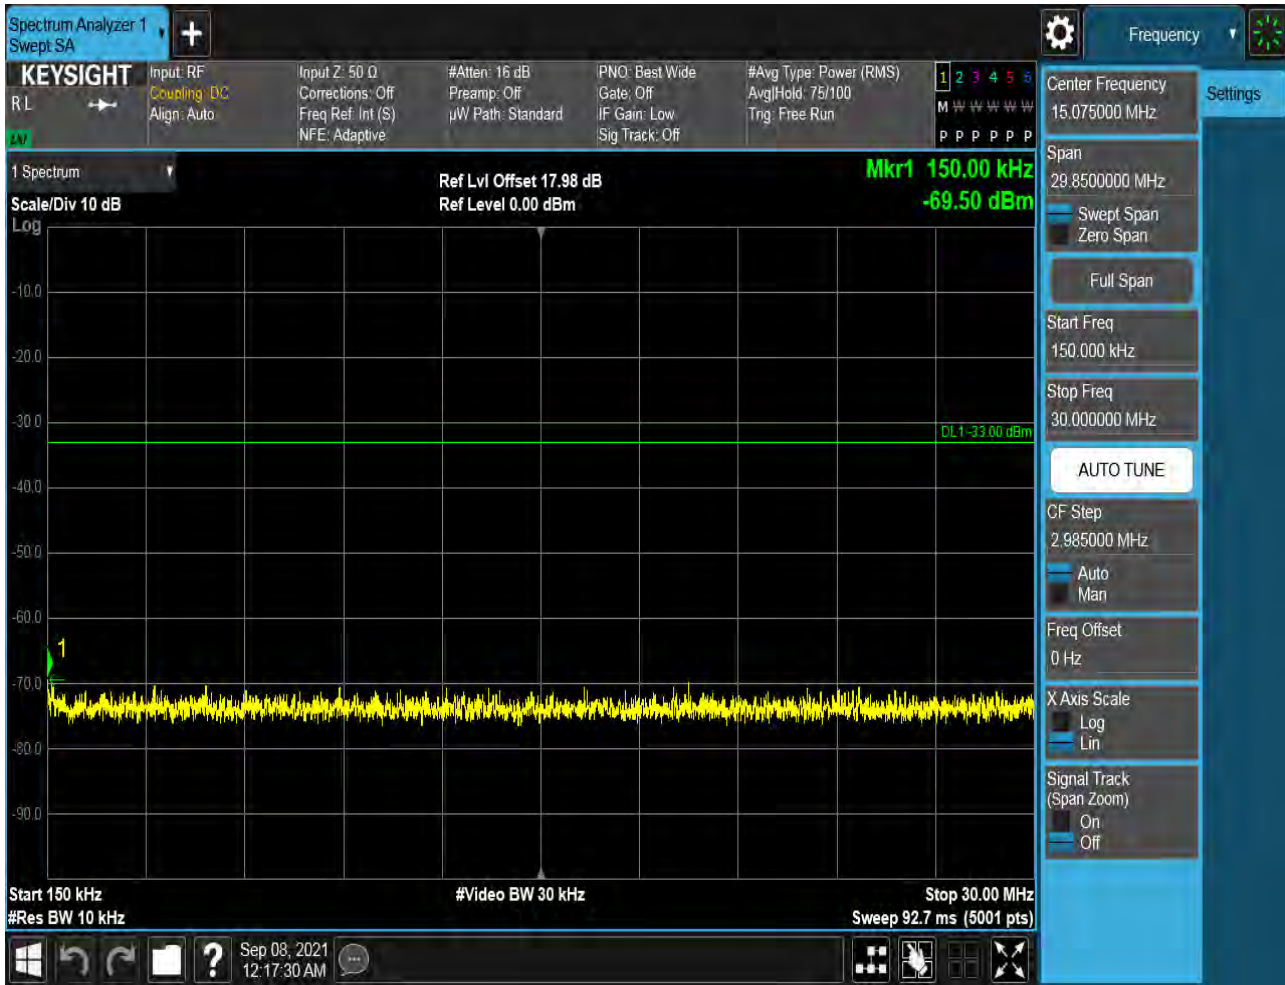 Spectrum Analyzer 1
Swept SA
+
Frequency
KEYSIGHT
R L
LNI
Input: RF
Coupling: DC
Align: Auto
Input Z: 50 Ω
Corrections: Off
Freq Ref: Int (S)
NFE: Adaptive
#Atten: 16 dB
Preamp: Off
µW Path: Standard
PNO: Best Wide
Gate: Off
IF Gain: Low
Sig Track: Off
#Avg Type: Power (RMS)
Avg|Hold: 75/100
Trig: Free Run
1 2 3 4 5 6
M W W W W W
P P P P P P
1 Spectrum
Scale/Div 10 dB
Log
Ref Lvl Offset 17.98 dB
Ref Level 0.00 dBm
Mkr1 150.00 kHz
-69.50 dBm
-10.0
-20.0
-30.0
DL1 -33.00 dBm
-40.0
-50.0
-60.0
1
-70.0
-80.0
-90.0
Start 150 kHz
#Res BW 10 kHz
#Video BW 30 kHz
Stop 30.00 MHz
Sweep 92.7 ms (5001 pts)
Center Frequency
15.075000 MHz
Settings
Span
29.8500000 MHz
Swept Span
Zero Span
Full Span
Start Freq
150.000 kHz
Stop Freq
30.000000 MHz
AUTO TUNE
CF Step
2.985000 MHz
Auto
Man
Freq Offset
0 Hz
X Axis Scale
Log
Lin
Signal Track
(Span Zoom)
On
Off
?
Sep 08, 2021
12:17:30 AM